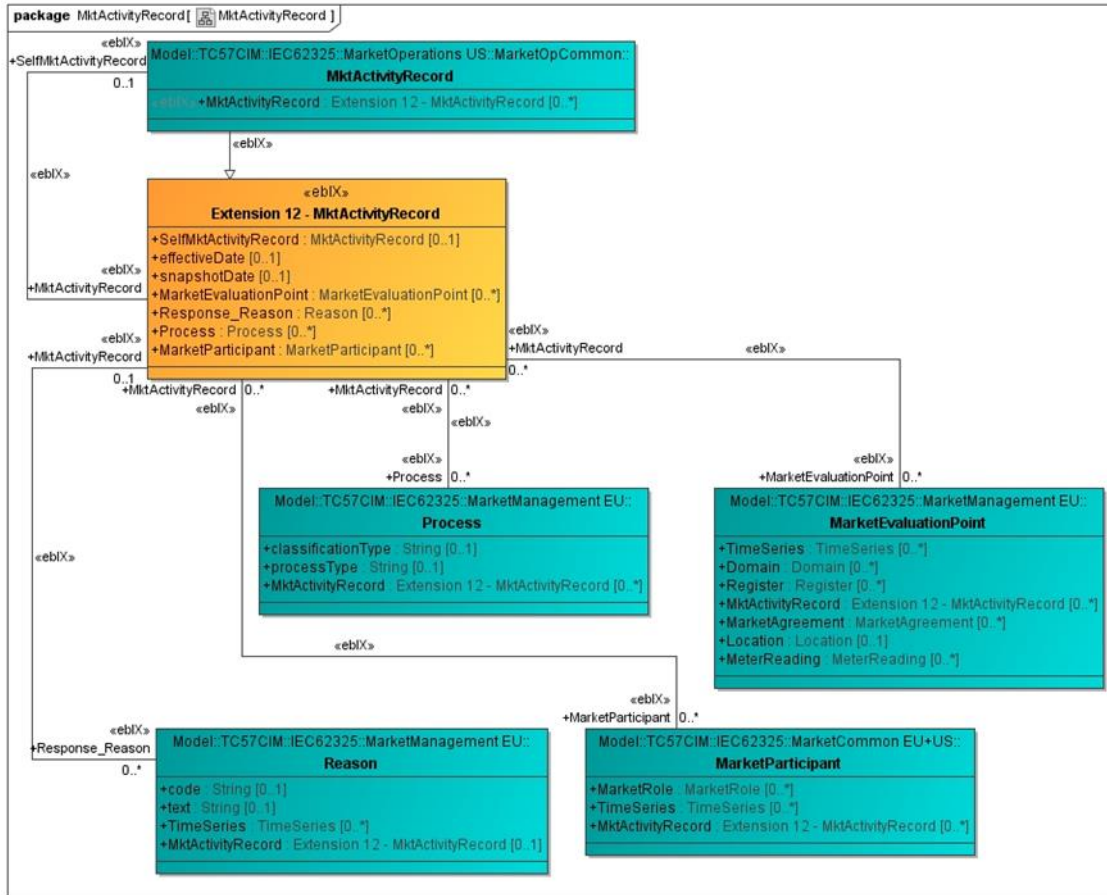 package MktActivityRecord[ MktActivityRecord ]
«ebIX»
+SelfMktActivityRecord
0..1
Model::TC57CIM::IEC62325::MarketOperations US::MarketOpCommon::
MktActivityRecord
«ebIX» +MktActivityRecord : Extension 12 - MktActivityRecord [0..*]
«ebIX»
«ebIX»
«ebIX»
Extension 12 - MktActivityRecord
+SelfMktActivityRecord : MktActivityRecord [0..1]
+effectiveDate [0..1]
+snapshotDate [0..1]
+MarketEvaluationPoint : MarketEvaluationPoint [0..*]
+Response_Reason : Reason [0..*]
+Process : Process [0..*]
+MarketParticipant : MarketParticipant [0..*]
«ebIX»
+MktActivityRecord
«ebIX»
+MktActivityRecord
0..1
«ebIX»
+MktActivityRecord
0..*
«ebIX»
+MktActivityRecord 0..*
«ebIX»
+MktActivityRecord 0..*
«ebIX»
«ebIX»
«ebIX»
+Process 0..*
«ebIX»
+MarketEvaluationPoint 0..*
Model::TC57CIM::IEC62325::MarketManagement EU::
Process
+classificationType : String [0..1]
+processType : String [0..1]
+MktActivityRecord : Extension 12 - MktActivityRecord [0..*]
Model::TC57CIM::IEC62325::MarketManagement EU::
MarketEvaluationPoint
+TimeSeries : TimeSeries [0..*]
+Domain : Domain [0..*]
+Register : Register [0..*]
+MktActivityRecord : Extension 12 - MktActivityRecord [0..*]
+MarketAgreement : MarketAgreement [0..*]
+Location : Location [0..1]
+MeterReading : MeterReading [0..*]
«ebIX»
«ebIX»
«ebIX»
+MarketParticipant 0..*
«ebIX»
+Response_Reason
0..*
Model::TC57CIM::IEC62325::MarketManagement EU::
Reason
+code : String [0..1]
+text : String [0..1]
+TimeSeries : TimeSeries [0..*]
+MktActivityRecord : Extension 12 - MktActivityRecord [0..1]
Model::TC57CIM::IEC62325::MarketCommon EU+US::
MarketParticipant
+MarketRole : MarketRole [0..*]
+TimeSeries : TimeSeries [0..*]
+MktActivityRecord : Extension 12 - MktActivityRecord [0..*]